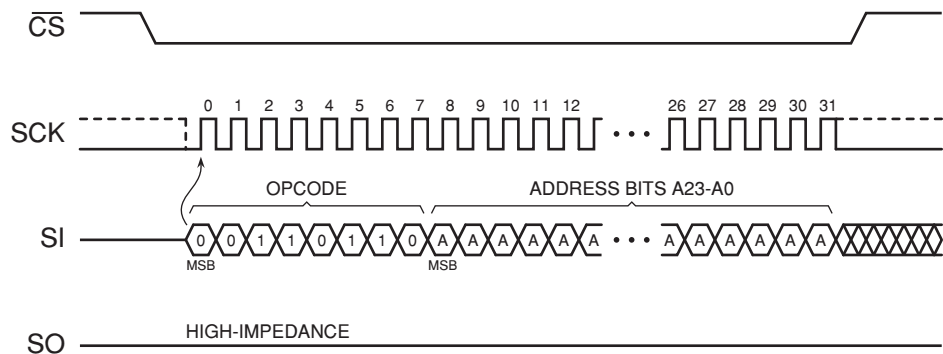 CS
0 1 2 3 4 5 6 7 8 9 10 11 12 26 27 28 29 30 31
SCK
OPCODE ADDRESS BITS A23-A0
SI 0 0 1 1 0 1 1 0 A A A A A A A A A A A A
MSB MSB
HIGH-IMPEDANCE
SO